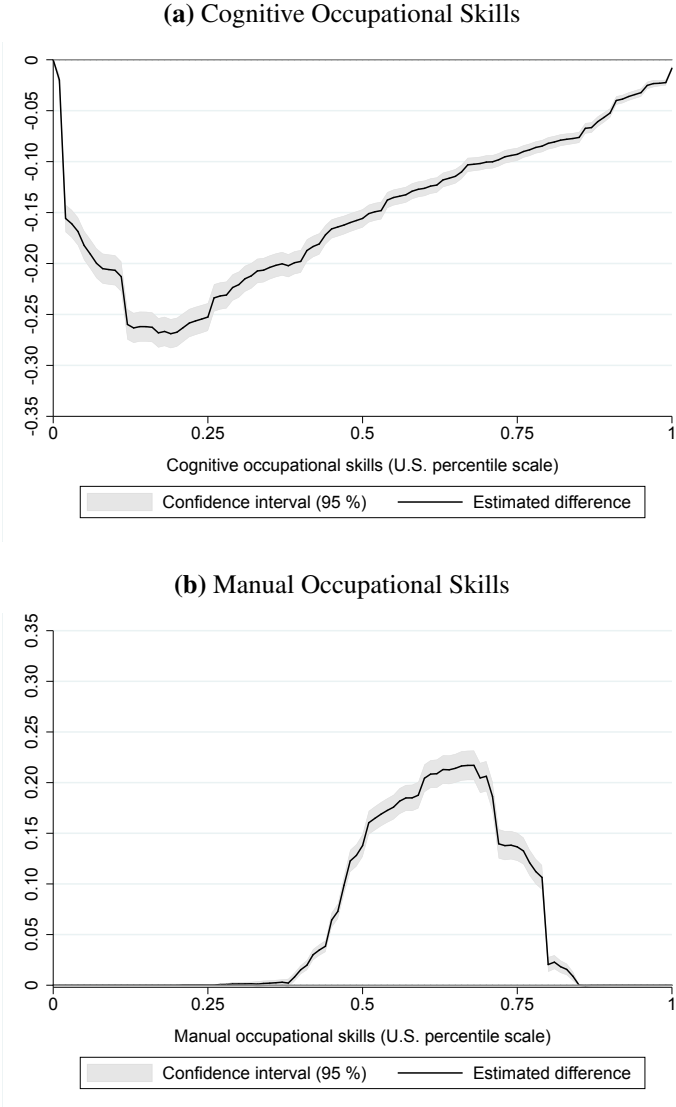 (a) Cognitive Occupational Skills
0
-0.05
-0.10
-0.15
-0.20
-0.25
-0.30
-0.35
0 0.25 0.5 0.75 1
Cognitive occupational skills (U.S. percentile scale)
Confidence interval (95 %) Estimated difference
(b) Manual Occupational Skills
0.35
0.30
0.25
0.20
0.15
0.10
0.05
0
0 0.25 0.5 0.75 1
Manual occupational skills (U.S. percentile scale)
Confidence interval (95 %) Estimated difference